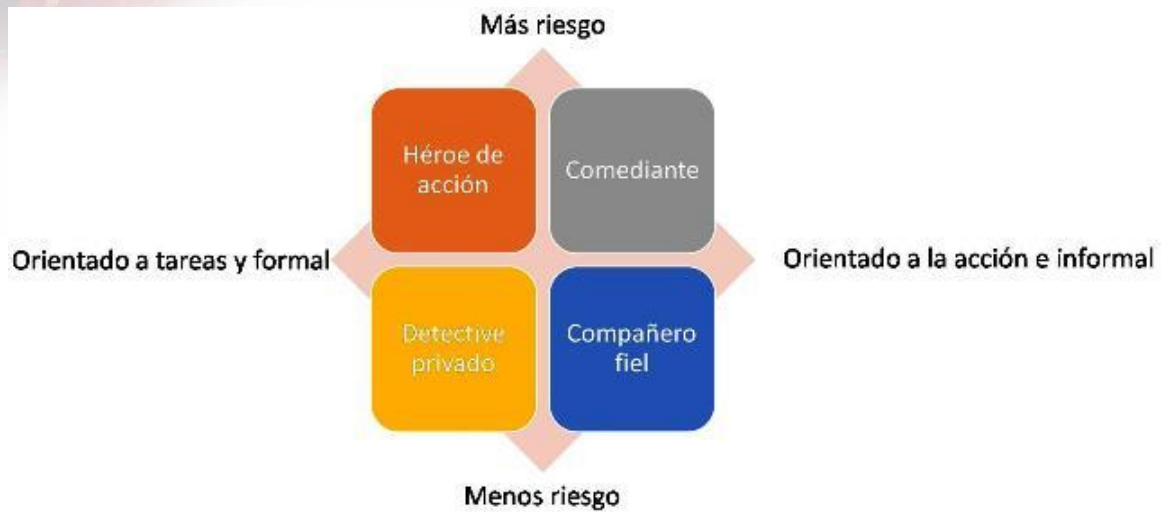 Más riesgo
Héroe de
acción
Comediante
Orientado a tareas y formal
Orientado a la acción e informal
Detective
privado
Compañero
fiel
Menos riesgo